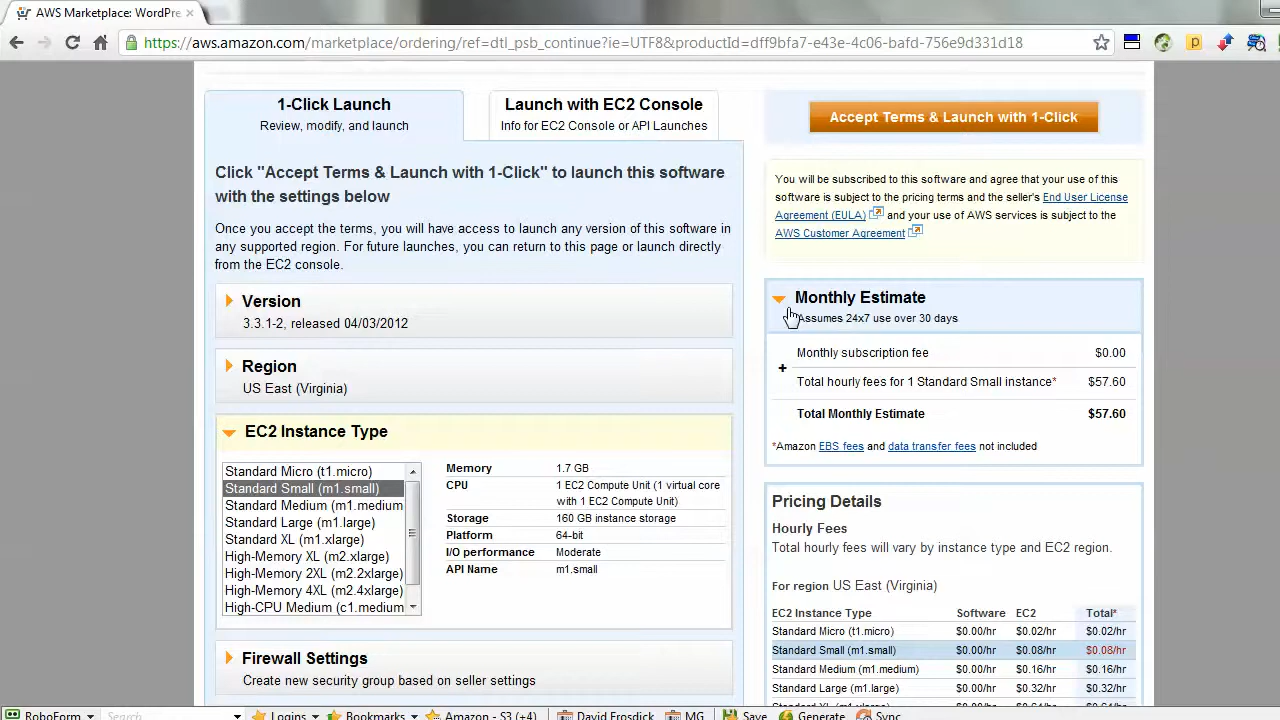 AWS Marketplace: WordPre
https://aws.amazon.com/marketplace/ordering/ref=dtl_psb_continue?ie=UTF8&productId=dff9bfa7-e43e-4c06-bafd-756e9d331d18
1-Click Launch
Review, modify, and launch
Launch with EC2 Console
Info for EC2 Console or API Launches
Click "Accept Terms & Launch with 1-Click" to launch this software
with the settings below
Once you accept the terms, you will have access to launch any version of this software in
any supported region. For future launches, you can return to this page or launch directly
from the EC2 console.
Version
3.3.1-2, released 04/03/2012
Region
US East (Virginia)
EC2 Instance Type
Standard Micro (t1.micro)
Standard Small (m1.small)
Standard Medium (m1.medium
Standard Large (m1.large)
Standard XL (m1.xlarge)
High-Memory XL (m2.xlarge)
High-Memory 2XL (m2.2xlarge)
High-Memory 4XL (m2.4xlarge)
High-CPU Medium (c1.medium
Memory 1.7 GB
CPU 1 EC2 Compute Unit (1 virtual core
with 1 EC2 Compute Unit)
Storage 160 GB instance storage
Platform 64-bit
I/O performance Moderate
API Name m1.small
Firewall Settings
Create new security group based on seller settings
Accept Terms & Launch with 1-Click
You will be subscribed to this software and agree that your use of this
software is subject to the pricing terms and the seller's End User License
Agreement (EULA) and your use of AWS services is subject to the
AWS Customer Agreement
Monthly Estimate
Assumes 24x7 use over 30 days
Monthly subscription fee $0.00
+
Total hourly fees for 1 Standard Small instance* $57.60
Total Monthly Estimate $57.60
*Amazon EBS fees and data transfer fees not included
Pricing Details
Hourly Fees
Total hourly fees will vary by instance type and EC2 region.
For region US East (Virginia)
EC2 Instance Type Software EC2 Total*
Standard Micro (t1.micro) $0.00/hr $0.02/hr $0.02/hr
Standard Small (m1.small) $0.00/hr $0.08/hr $0.08/hr
Standard Medium (m1.medium) $0.00/hr $0.16/hr $0.16/hr
Standard Large (m1.large) $0.00/hr $0.32/hr $0.32/hr
RoboForm Search Logins Bookmarks Amazon - S3 (+4) David Frosdick MG Save Generate Sync